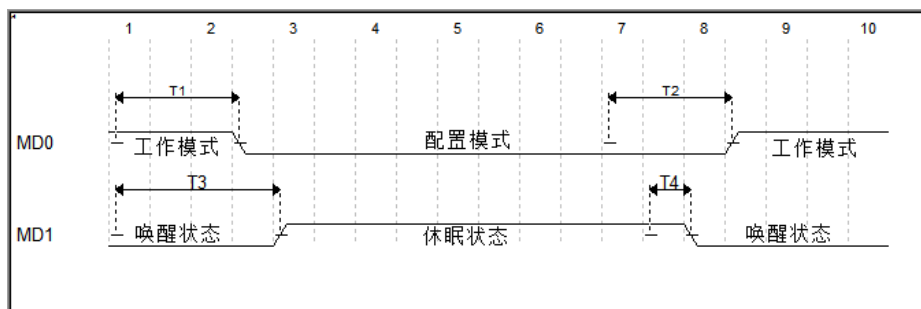 1 2 3 4 5 6 7 8 9 10
T1 T2
MD0 工作模式 配置模式 工作模式
T3 T4
MD1 唤醒状态 休眠状态 唤醒状态